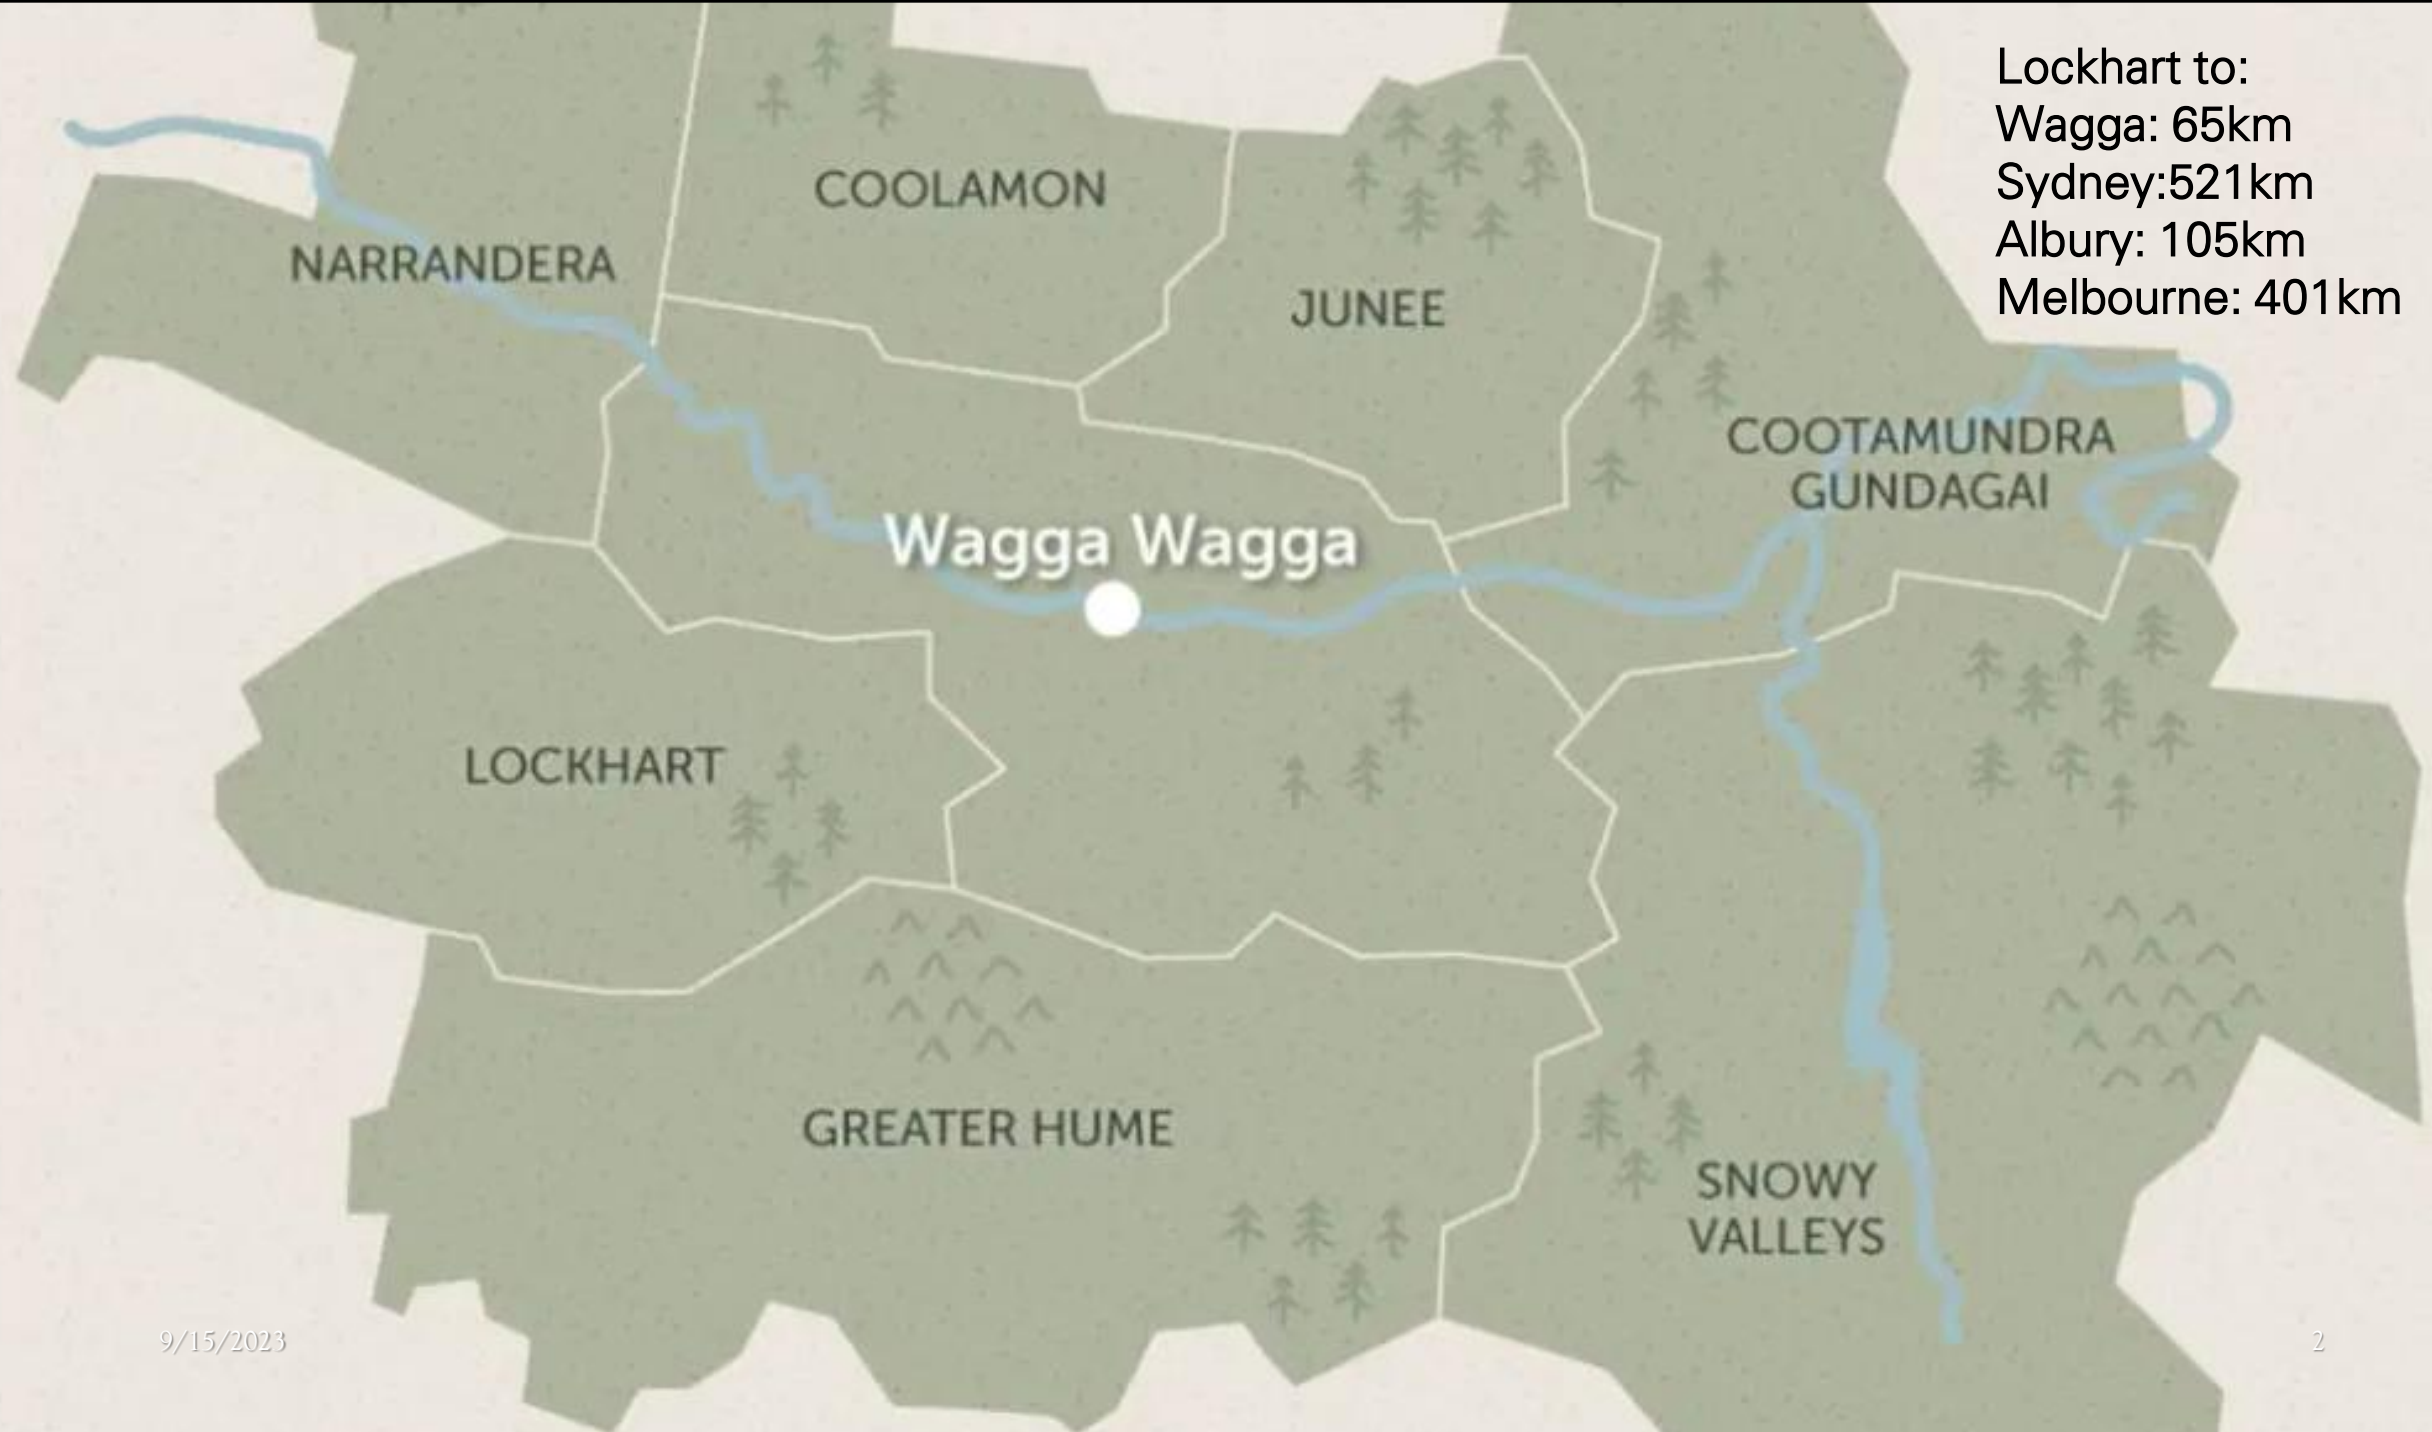 Lockhart to:
Wagga: 65km
Sydney:521km
Albury: 105km
Melbourne: 401km
COOLAMON
NARRANDERA
JUNEE
COOTAMUNDRA
GUNDAGAI
Wagga Wagga
LOCKHART
GREATER HUME
SNOWY
VALLEYS
9/15/2023
2